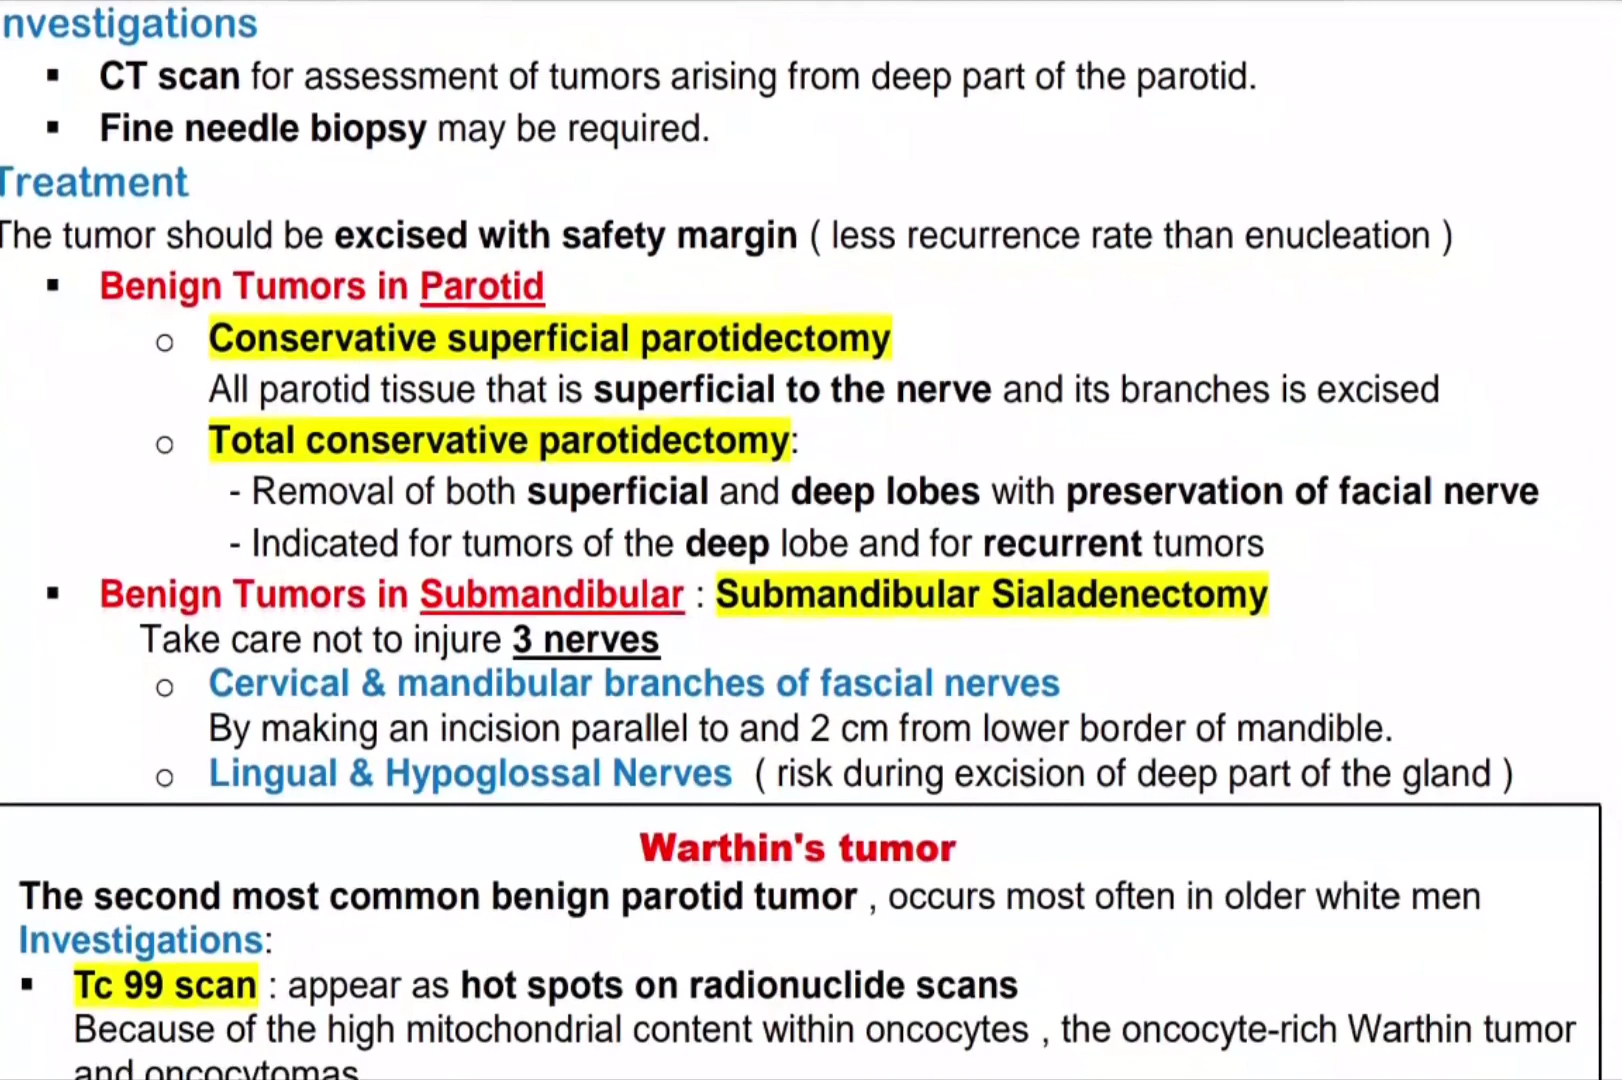 nvestigations
▪ CT scan for assessment of tumors arising from deep part of the parotid.
▪ Fine needle biopsy may be required.
Treatment
The tumor should be excised with safety margin ( less recurrence rate than enucleation )
▪ Benign Tumors in Parotid
o Conservative superficial parotidectomy
All parotid tissue that is superficial to the nerve and its branches is excised
o Total conservative parotidectomy:
- Removal of both superficial and deep lobes with preservation of facial nerve
- Indicated for tumors of the deep lobe and for recurrent tumors
▪ Benign Tumors in Submandibular : Submandibular Sialadenectomy
Take care not to injure 3 nerves
o Cervical & mandibular branches of fascial nerves
By making an incision parallel to and 2 cm from lower border of mandible.
o Lingual & Hypoglossal Nerves ( risk during excision of deep part of the gland )
Warthin's tumor
The second most common benign parotid tumor , occurs most often in older white men
Investigations:
▪ Tc 99 scan : appear as hot spots on radionuclide scans
Because of the high mitochondrial content within oncocytes , the oncocyte-rich Warthin tumor
and oncocytomas